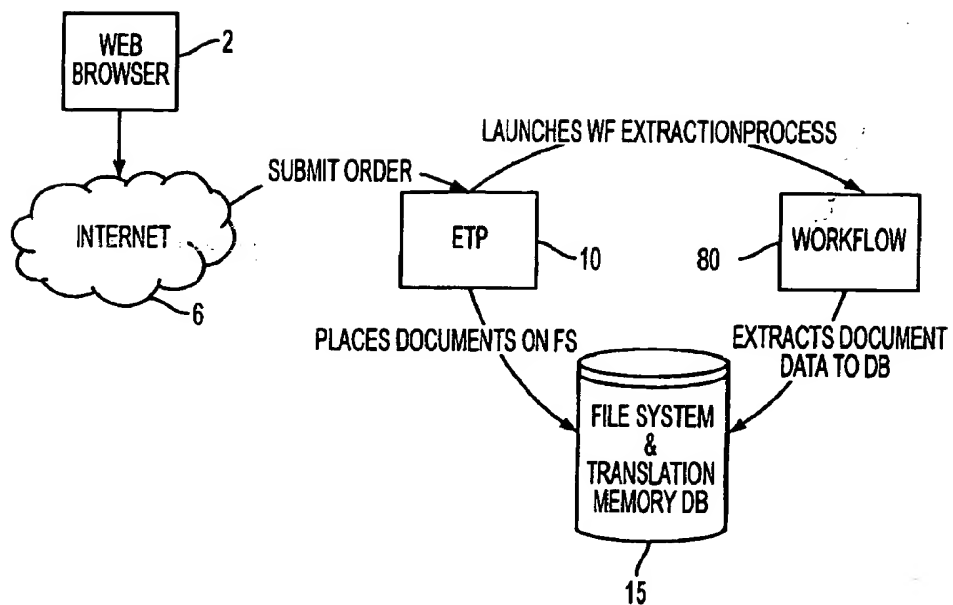 WEB
BROWSER
2
LAUNCHES WF EXTRACTIONPROCESS
SUBMIT ORDER
INTERNET
6
ETP
10
80
WORKFLOW
PLACES DOCUMENTS ON FS
EXTRACTS DOCUMENT
DATA TO DB
FILE SYSTEM
&
TRANSLATION
MEMORY DB
15